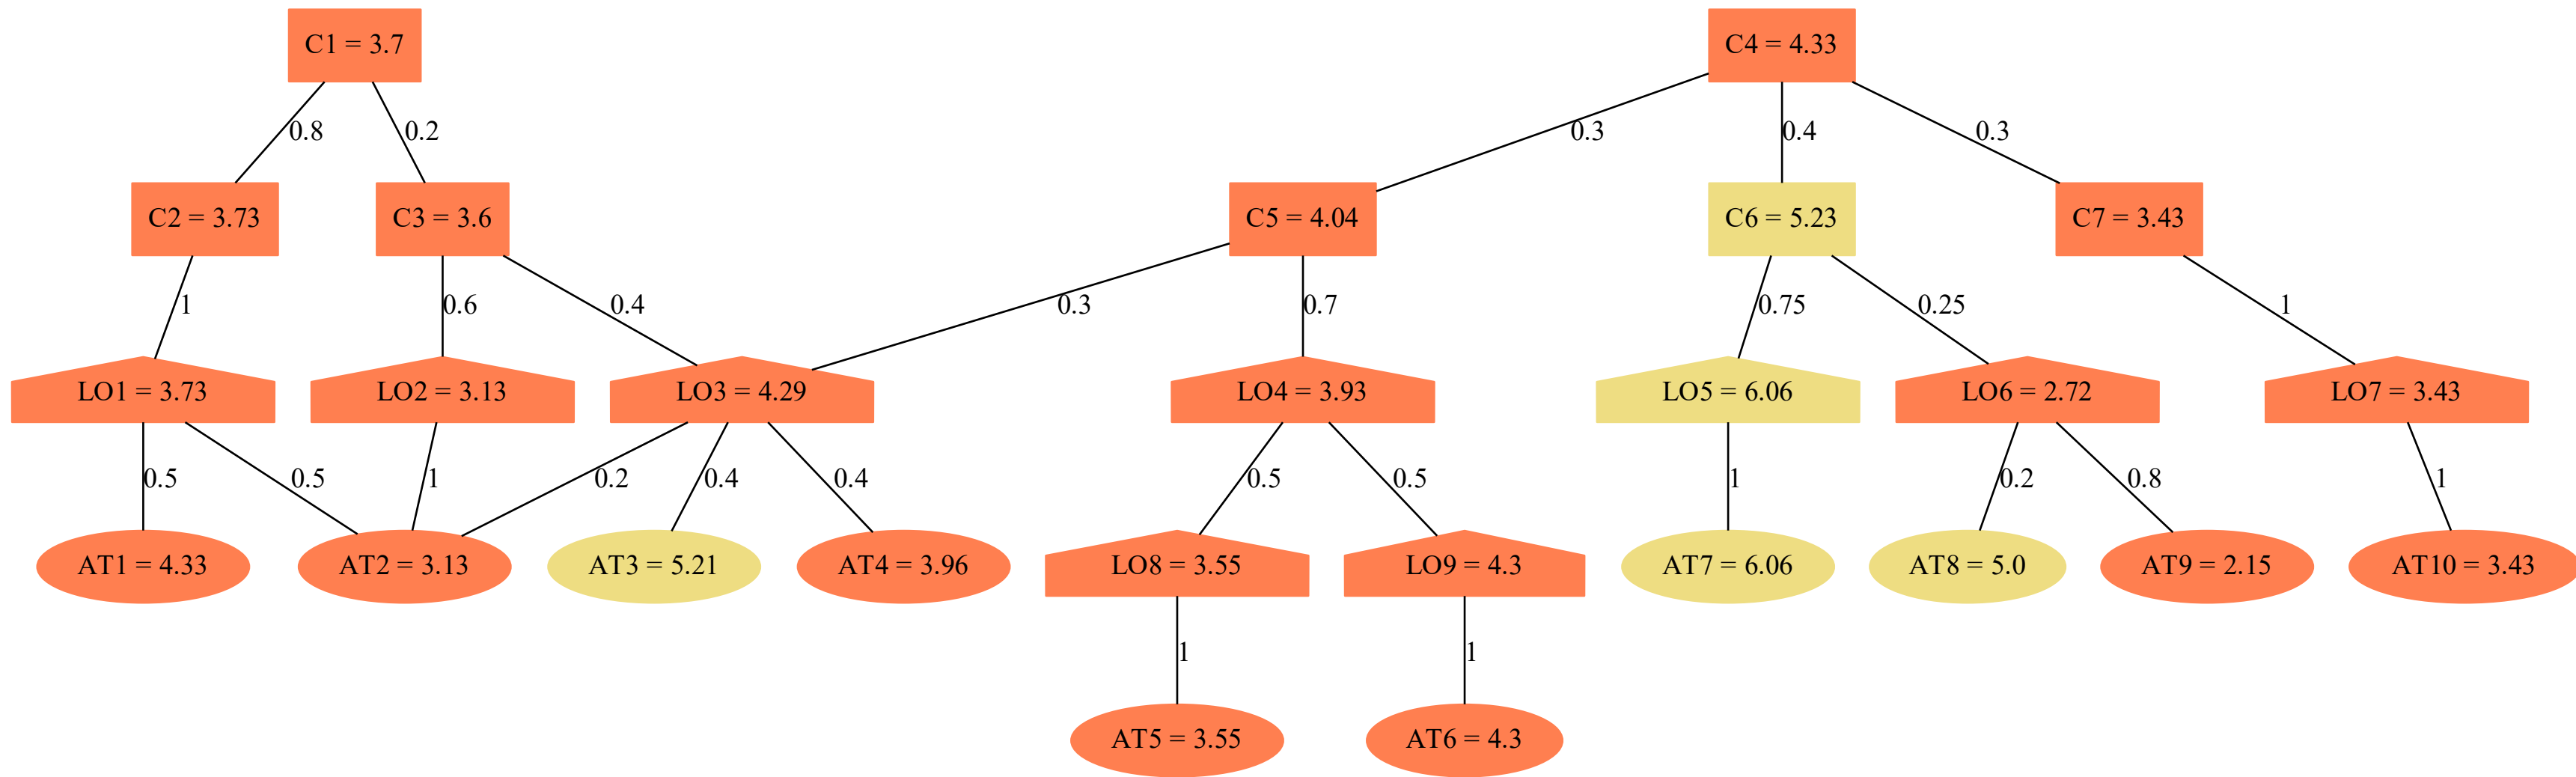 C1 = 3.7
C4 = 4.33
0.8
0.2
0.3
0.4
0.3
C2 = 3.73
C3 = 3.6
C5 = 4.04
C6 = 5.23
C7 = 3.43
1
0.6
0.4
0.3
0.7
0.75
0.25
1
LO1 = 3.73
LO2 = 3.13
LO3 = 4.29
LO4 = 3.93
LO5 = 6.06
LO6 = 2.72
LO7 = 3.43
0.5
0.5
1
0.2
0.4
0.4
0.5
0.5
1
0.2
0.8
1
AT1 = 4.33
AT2 = 3.13
AT3 = 5.21
AT4 = 3.96
LO8 = 3.55
LO9 = 4.3
AT7 = 6.06
AT8 = 5.0
AT9 = 2.15
AT10 = 3.43
1
1
AT5 = 3.55
AT6 = 4.3